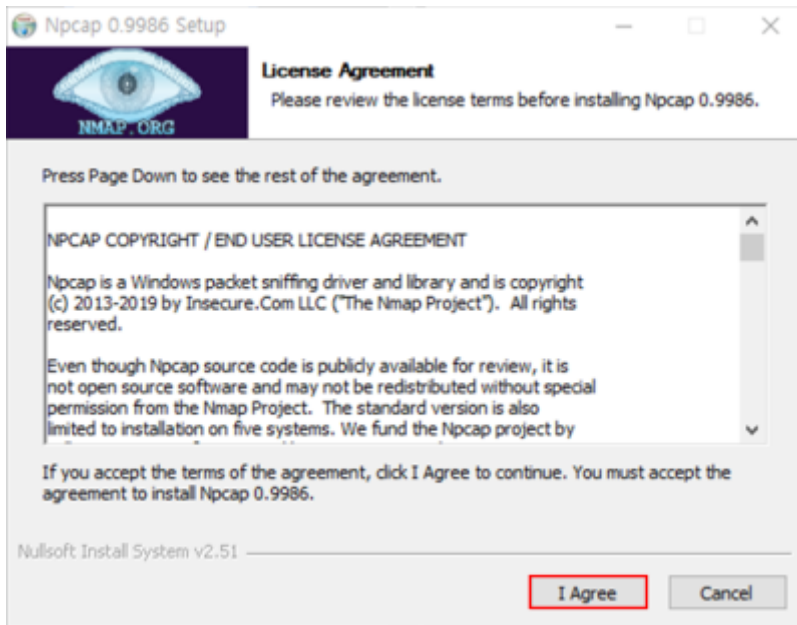 Npcap 0.9986 Setup
NMAP.ORG
License Agreement
Please review the license terms before installing Npcap 0.9986.
Press Page Down to see the rest of the agreement.
NPCAP COPYRIGHT / END USER LICENSE AGREEMENT
Npcap is a Windows packet sniffing driver and library and is copyright
(c) 2013-2019 by Insecure.Com LLC ("The Nmap Project").  All rights
reserved.
Even though Npcap source code is publicly available for review, it is
not open source software and may not be redistributed without special
permission from the Nmap Project.  The standard version is also
limited to installation on five systems. We fund the Npcap project by
If you accept the terms of the agreement, click I Agree to continue. You must accept the
agreement to install Npcap 0.9986.
Nullsoft Install System v2.51
I Agree
Cancel